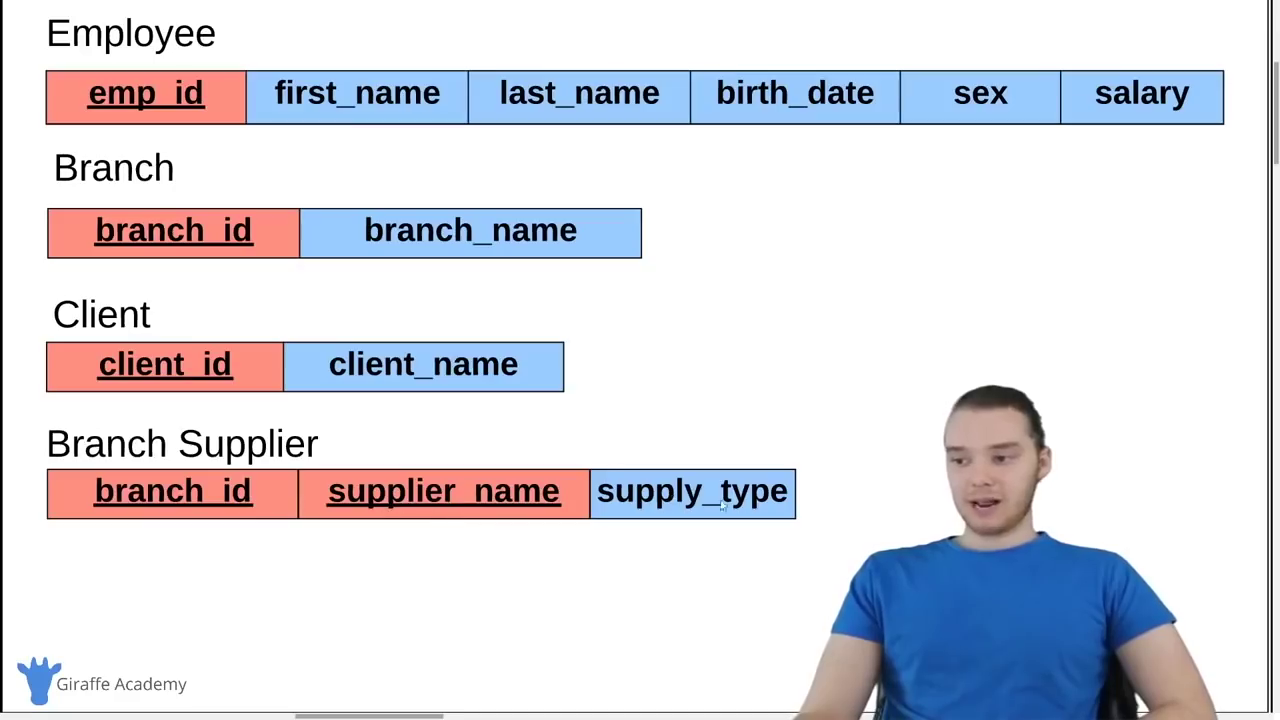 Employee
emp_id first_name last_name birth_date sex salary
Branch
branch_id branch_name
Client
client_id client_name
Branch Supplier
branch_id supplier_name supply_type
Giraffe Academy